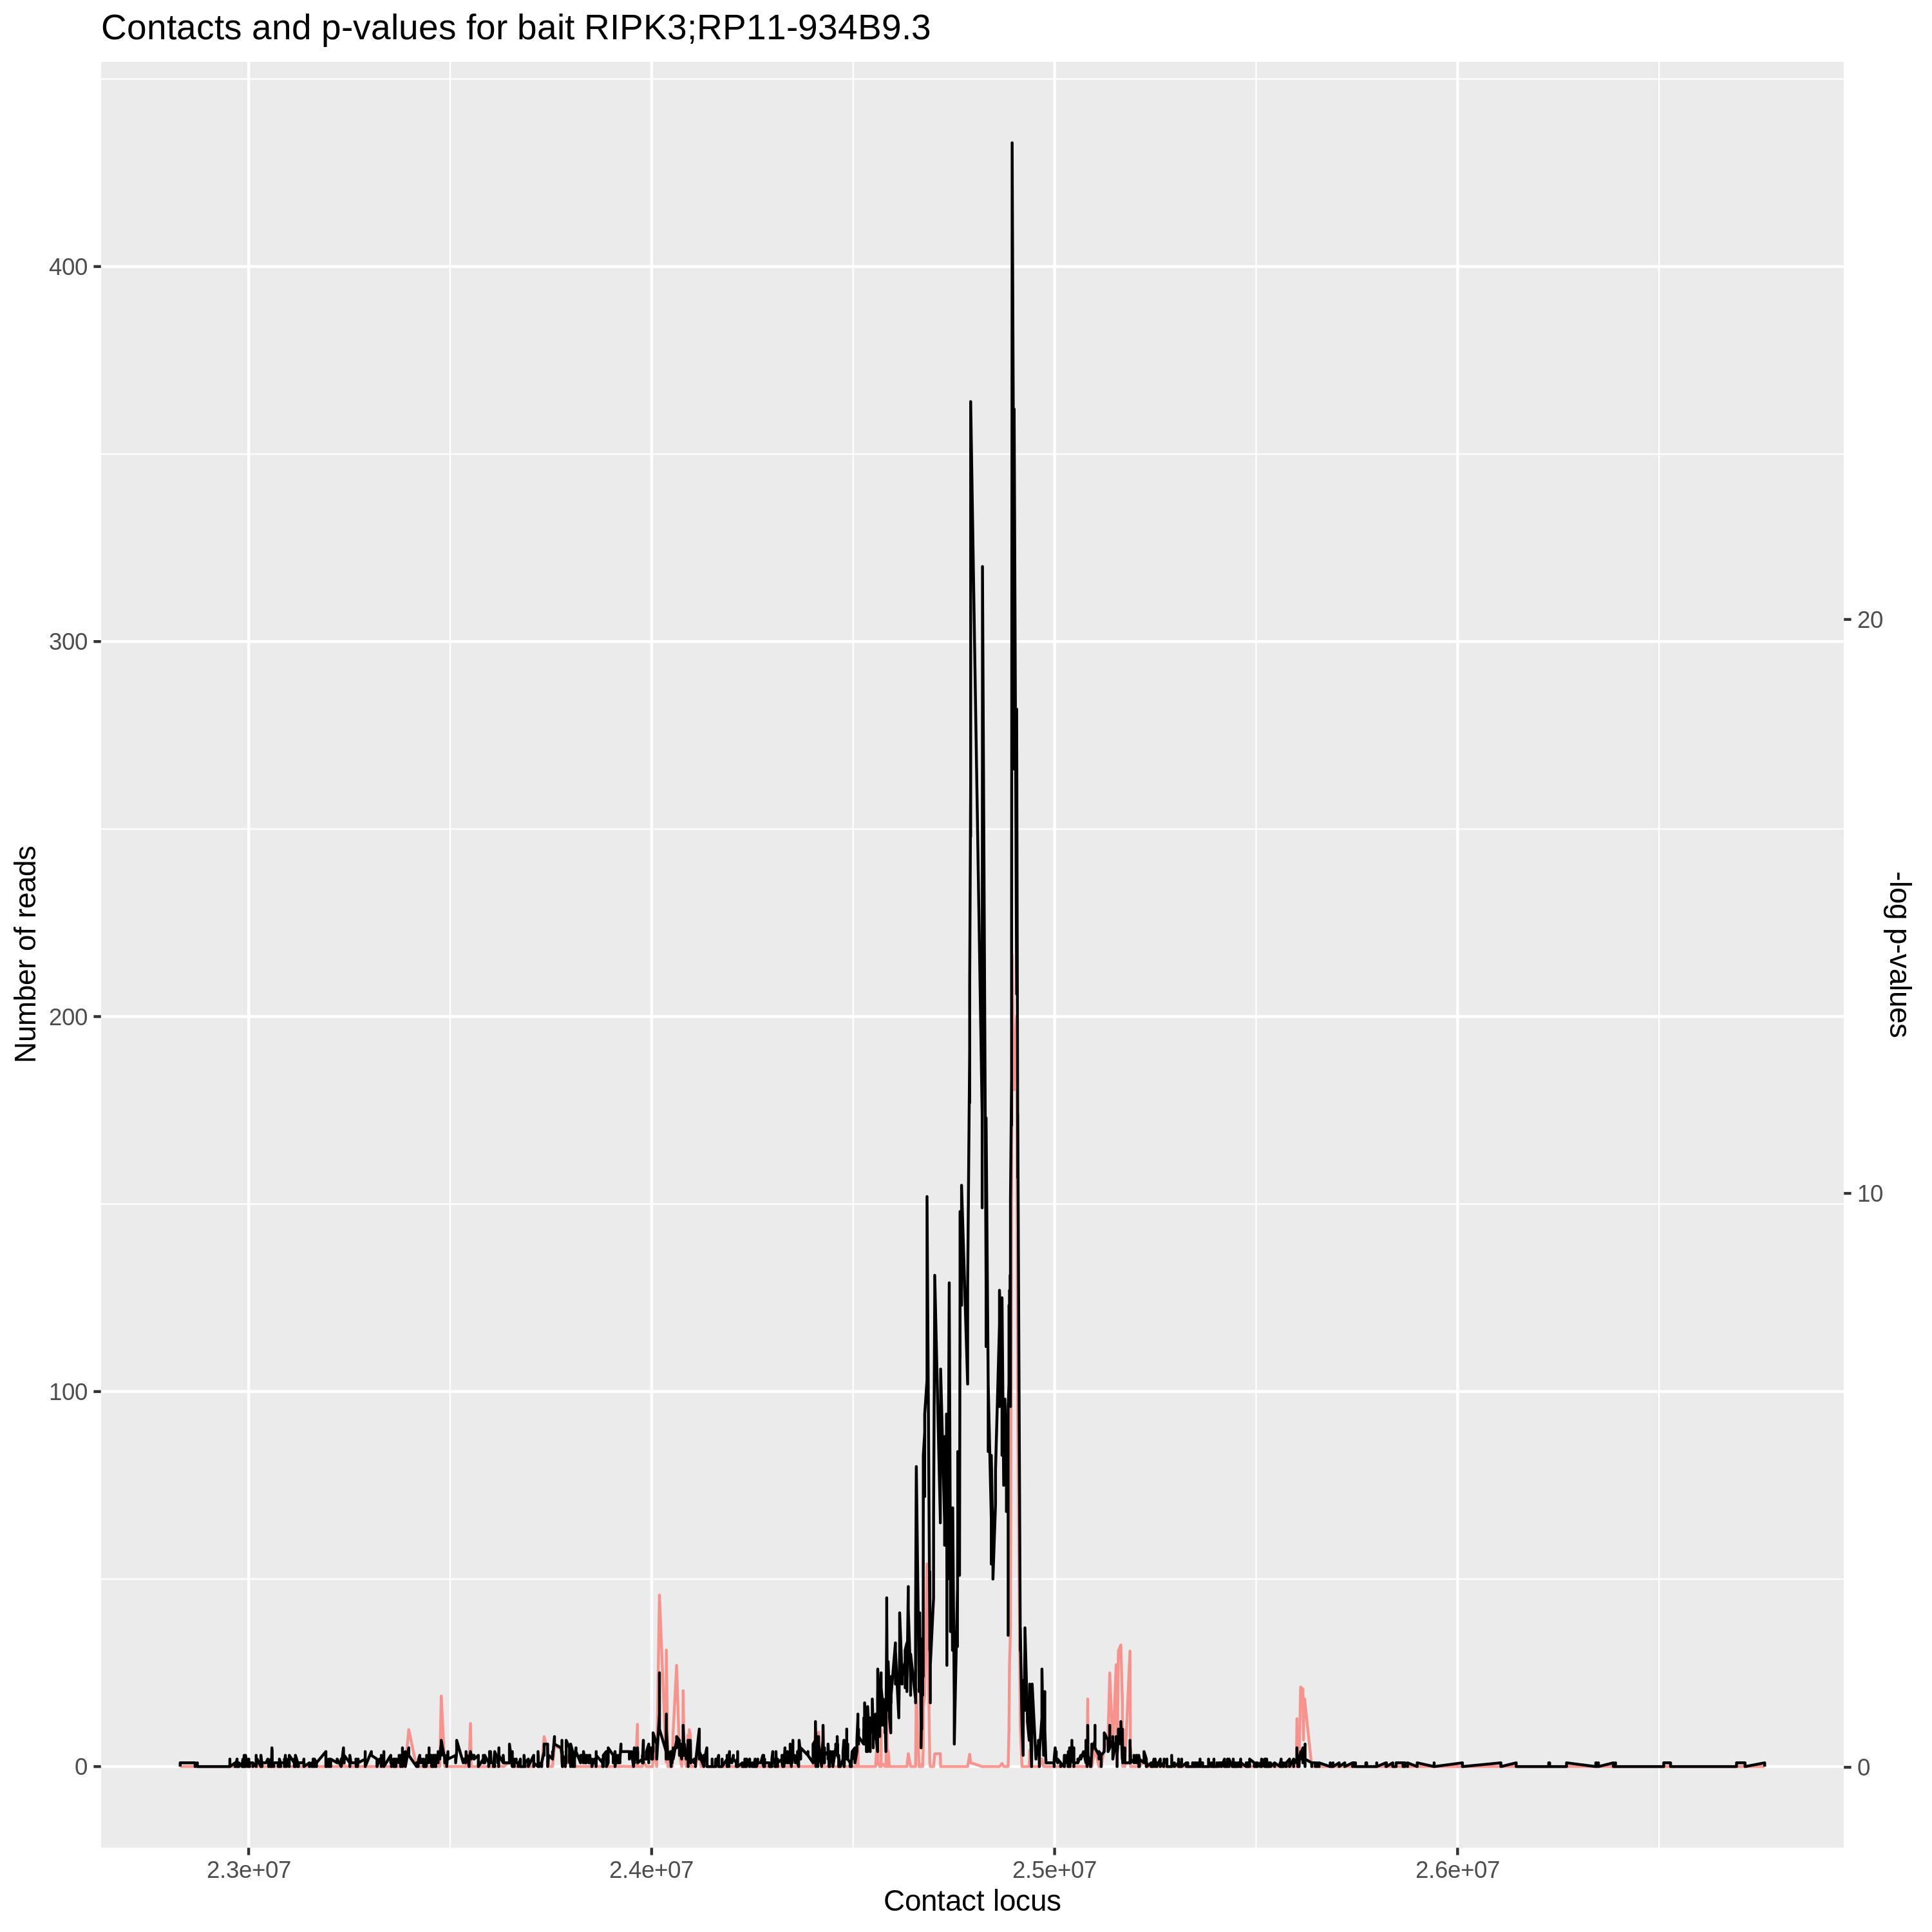 Contacts and p-values for bait RIPK3;RP11-934B9.3
400
300
200
100
0
Number of reads
20
10
0
-log p-values
2.3e+07
2.4e+07
2.5e+07
2.6e+07
Contact locus